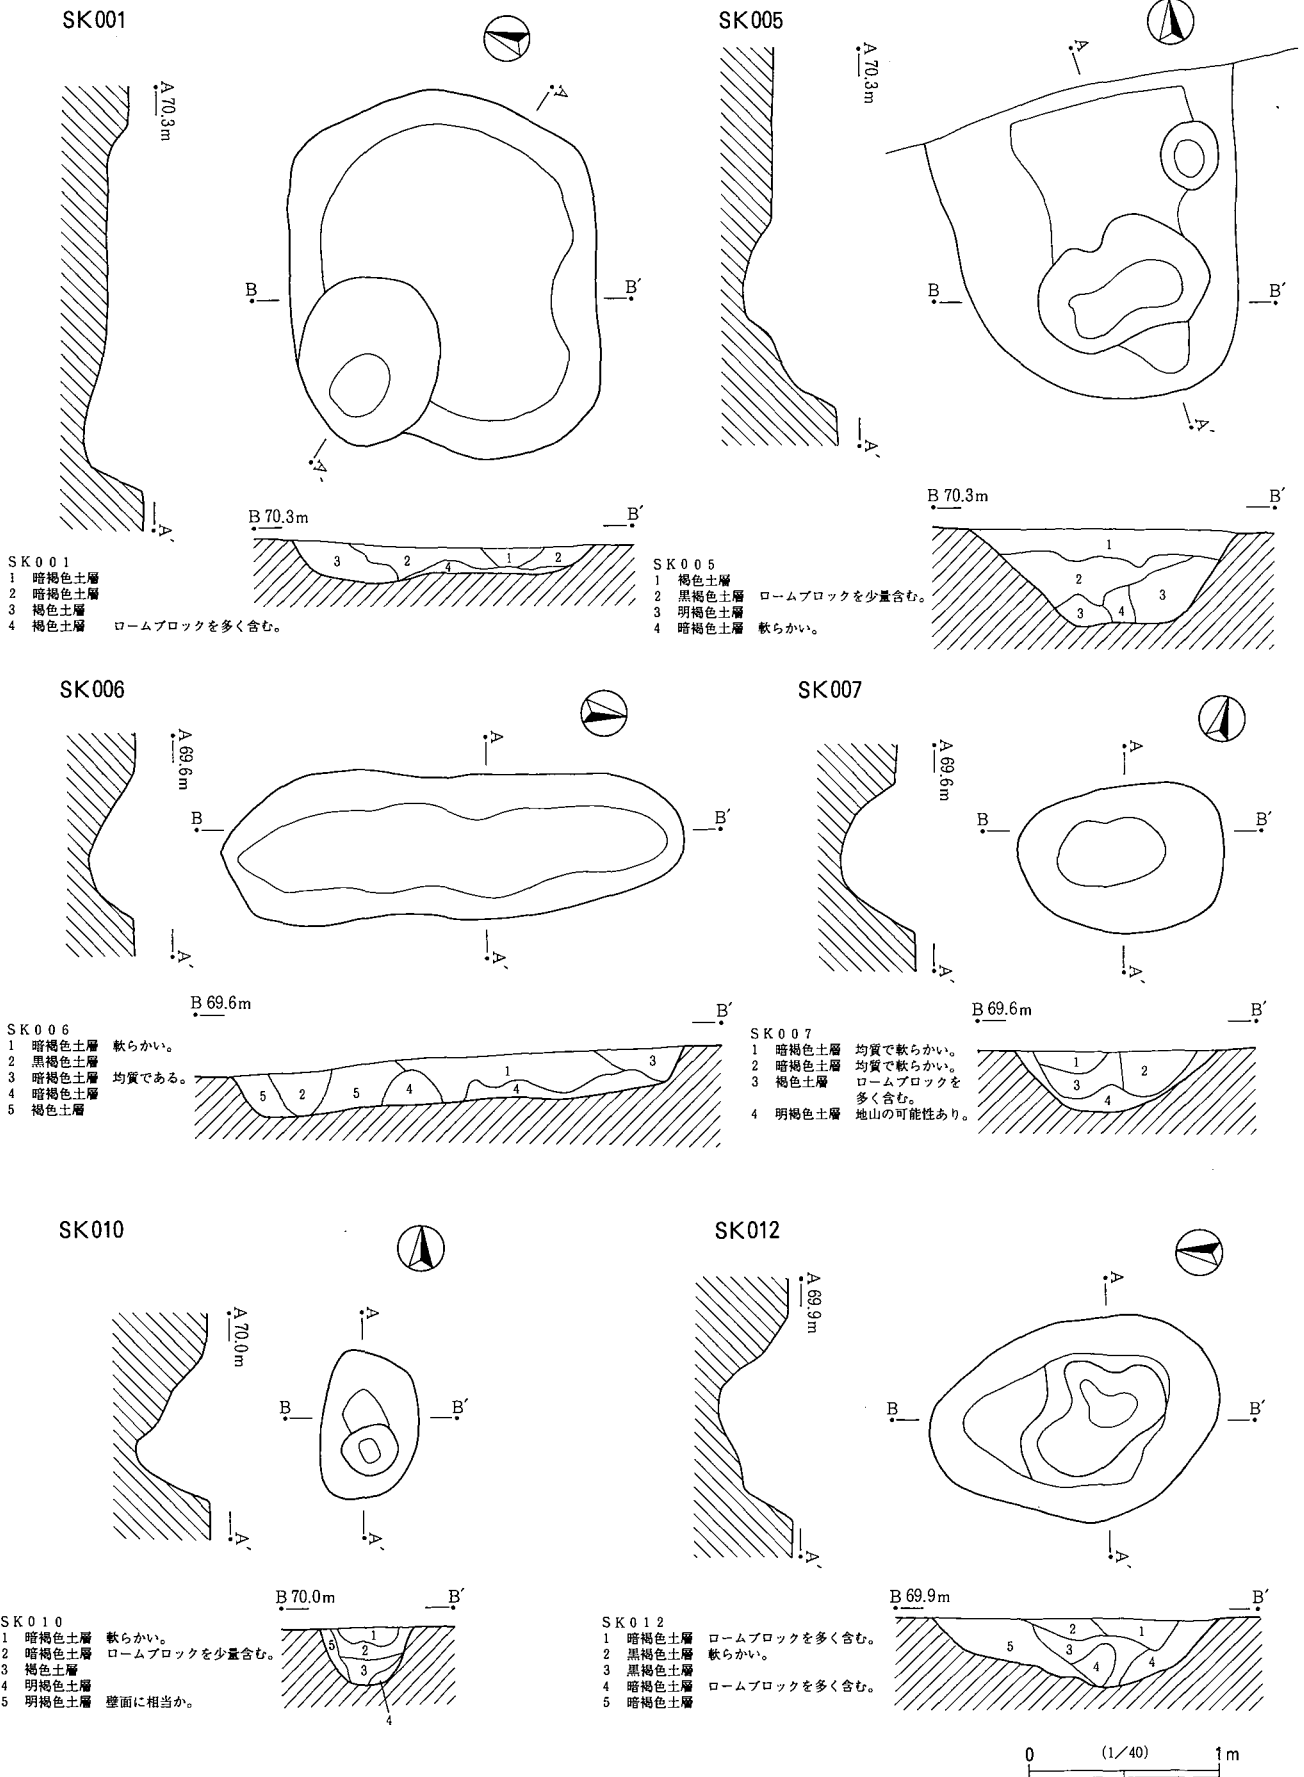 SK001
A 70.3m
A
A′
B
B′
A′
B 70.3m
B′
3
2
4
1
2
SK001
1 暗褐色土層
2 暗褐色土層
3 褐色土層
4 褐色土層 ロームブロックを多く含む。
SK005
A 70.3m
A
A′
B
B′
A′
B 70.3m
B′
1
2
3
4
3
SK005
1 褐色土層
2 黒褐色土層 ロームブロックを少量含む。
3 明褐色土層
4 暗褐色土層 軟らかい。
SK006
A 69.6m
A
B
B′
A′
A′
B 69.6m
B′
5
2
5
4
1
4
3
SK006
1 暗褐色土層 軟らかい。
2 黒褐色土層
3 暗褐色土層 均質である。
4 暗褐色土層
5 褐色土層
SK007
A 69.6m
A
B
B′
A′
A′
B 69.6m
B′
1
2
3
4
SK007
1 暗褐色土層 均質で軟らかい。
2 暗褐色土層 均質で軟らかい。
3 褐色土層 ロームブロックを
多く含む。
4 明褐色土層 地山の可能性あり。
SK010
A 70.0m
A
B
B′
A′
A′
B 70.0m
B′
5
1
2
3
4
SK010
1 暗褐色土層 軟らかい。
2 暗褐色土層 ロームブロックを少量含む。
3 褐色土層
4 明褐色土層
5 明褐色土層 壁面に相当か。
SK012
A 69.9m
A
B
B′
A′
A′
B 69.9m
B′
5
2
1
3
4
4
SK012
1 暗褐色土層 ロームブロックを多く含む。
2 黒褐色土層 軟らかい。
3 黒褐色土層
4 暗褐色土層 ロームブロックを多く含む。
5 暗褐色土層
0 (1/40) 1m